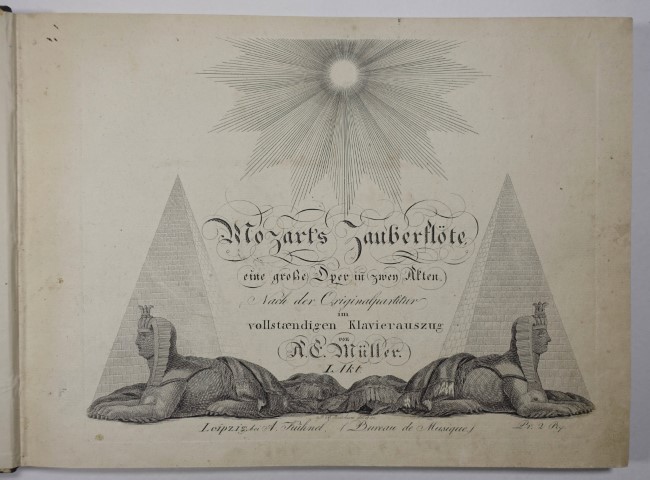 Mozart's Zauberflöte,
eine große Oper in zwey Akten.
Nach der Originalpartitur
im
vollstændigen Klavierauszug
von
A. E. Müller.
I. Akt
Leipzig bei A. Kühnel. (Bureau de Musique)
Pr. 2